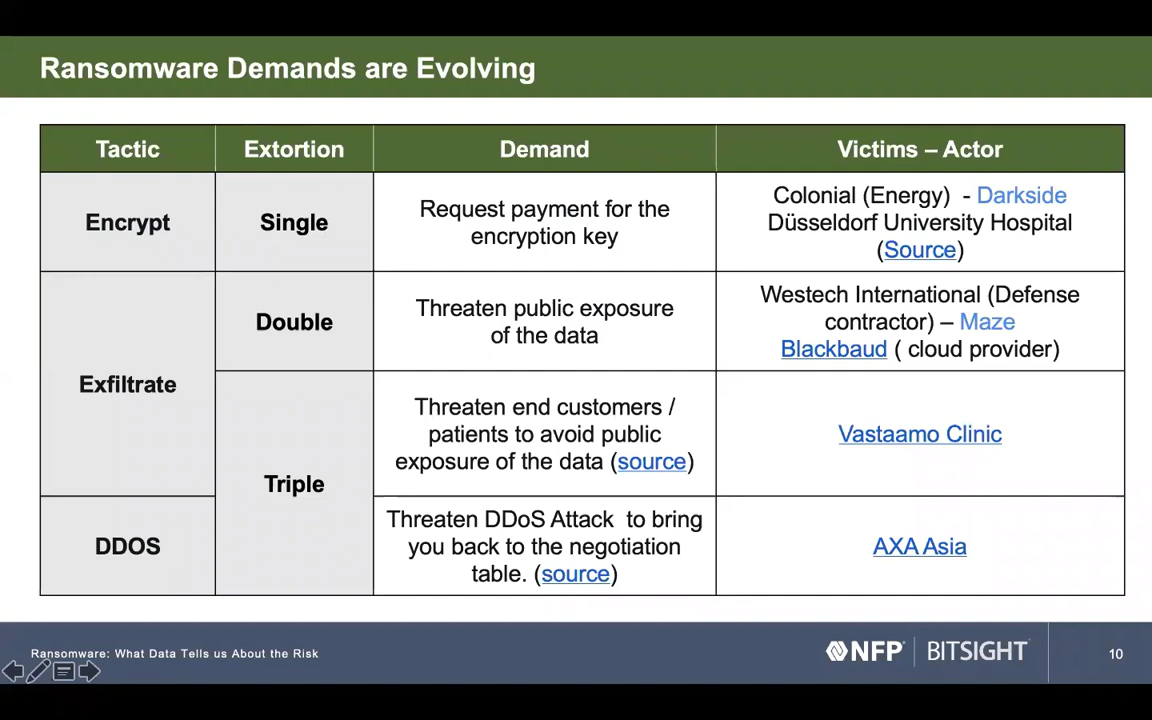 Ransomware Demands are Evolving
Tactic
Extortion
Demand
Victims – Actor
Encrypt
Single
Request payment for the
encryption key
Colonial (Energy)  - Darkside
Düsseldorf University Hospital
(Source)
Exfiltrate
Double
Threaten public exposure
of the data
Westech International (Defense
contractor) – Maze
Blackbaud ( cloud provider)
Triple
Threaten end customers /
patients to avoid public
exposure of the data (source)
Vastaamo Clinic
DDOS
Threaten DDoS Attack  to bring
you back to the negotiation
table. (source)
AXA Asia
Ransomware: What Data Tells us About the Risk
NFP
BITSIGHT
10